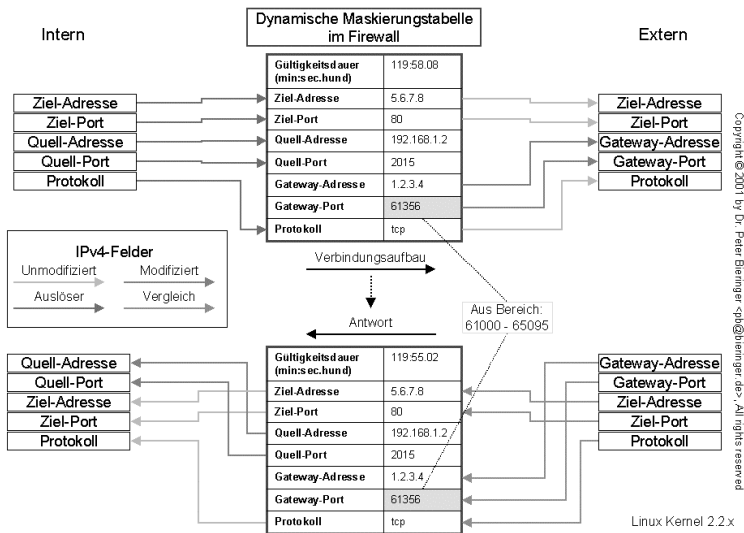 Intern
Dynamische Maskierungstabelle
im Firewall
Extern
Gültigkeitsdauer
(min:sec.hund)
119:58.08
Ziel-Adresse
5.6.7.8
Ziel-Port
80
Quell-Adresse
192.168.1.2
Quell-Port
2015
Gateway-Adresse
1.2.3.4
Gateway-Port
61356
Protokoll
tcp
Ziel-Adresse
Ziel-Port
Quell-Adresse
Quell-Port
Protokoll
Ziel-Adresse
Ziel-Port
Gateway-Adresse
Gateway-Port
Protokoll
IPv4-Felder
Unmodifiziert
Modifiziert
Auslöser
Vergleich
Verbindungsaufbau
Antwort
Aus Bereich:
61000 - 65095
Quell-Adresse
Quell-Port
Ziel-Adresse
Ziel-Port
Protokoll
Gültigkeitsdauer
(min:sec.hund)
119:55.02
Ziel-Adresse
5.6.7.8
Ziel-Port
80
Quell-Adresse
192.168.1.2
Quell-Port
2015
Gateway-Adresse
1.2.3.4
Gateway-Port
61356
Protokoll
tcp
Gateway-Adresse
Gateway-Port
Ziel-Adresse
Ziel-Port
Protokoll
Linux Kernel 2.2.x
Copyright © 2001 by Dr. Peter Bieringer <pb@bieringer.de>, All rights reserved